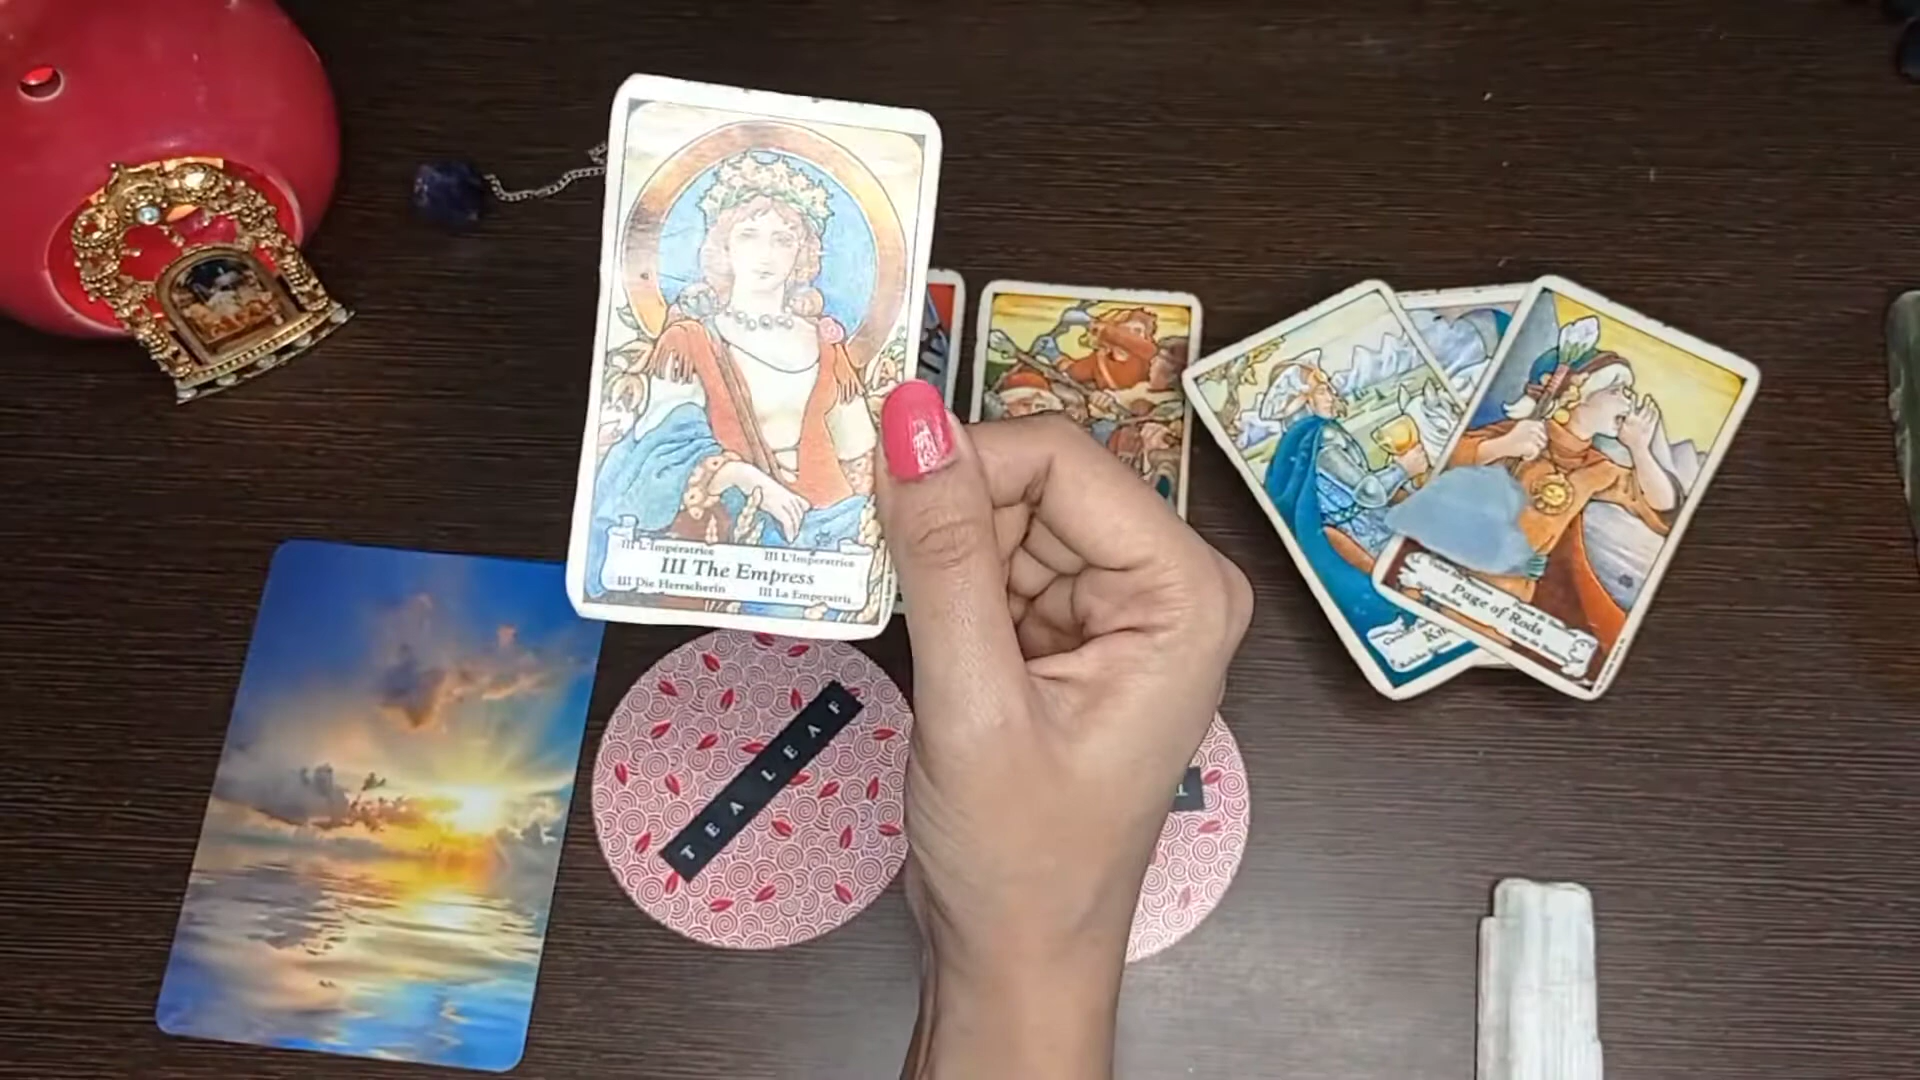 III L'Impératrice III L'Imperatrice
III The Empress
III Die Herrscherin III La Emperatriz
Page of Rods
TEA LEAF